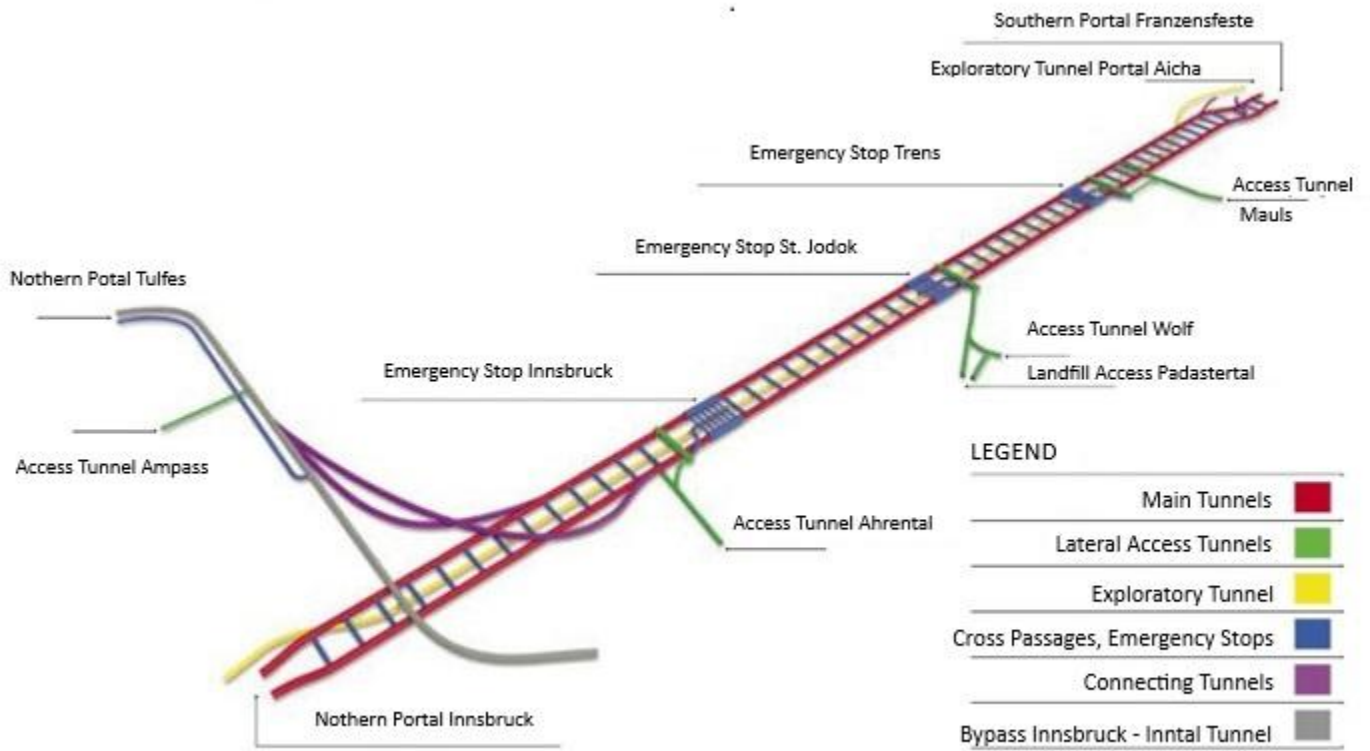 Southern Portal Franzensfeste
Exploratory Tunnel Portal Aicha
Emergency Stop Trens
Access Tunnel
Mauls
Emergency Stop St. Jodok
Nothern Potal Tulfes
Access Tunnel Wolf
Emergency Stop Innsbruck
Landfill Access Padastertal
Access Tunnel Ampass
Access Tunnel Ahrental
Nothern Portal Innsbruck
LEGEND
Main Tunnels
Lateral Access Tunnels
Exploratory Tunnel
Cross Passages, Emergency Stops
Connecting Tunnels
Bypass Innsbruck - Inntal Tunnel